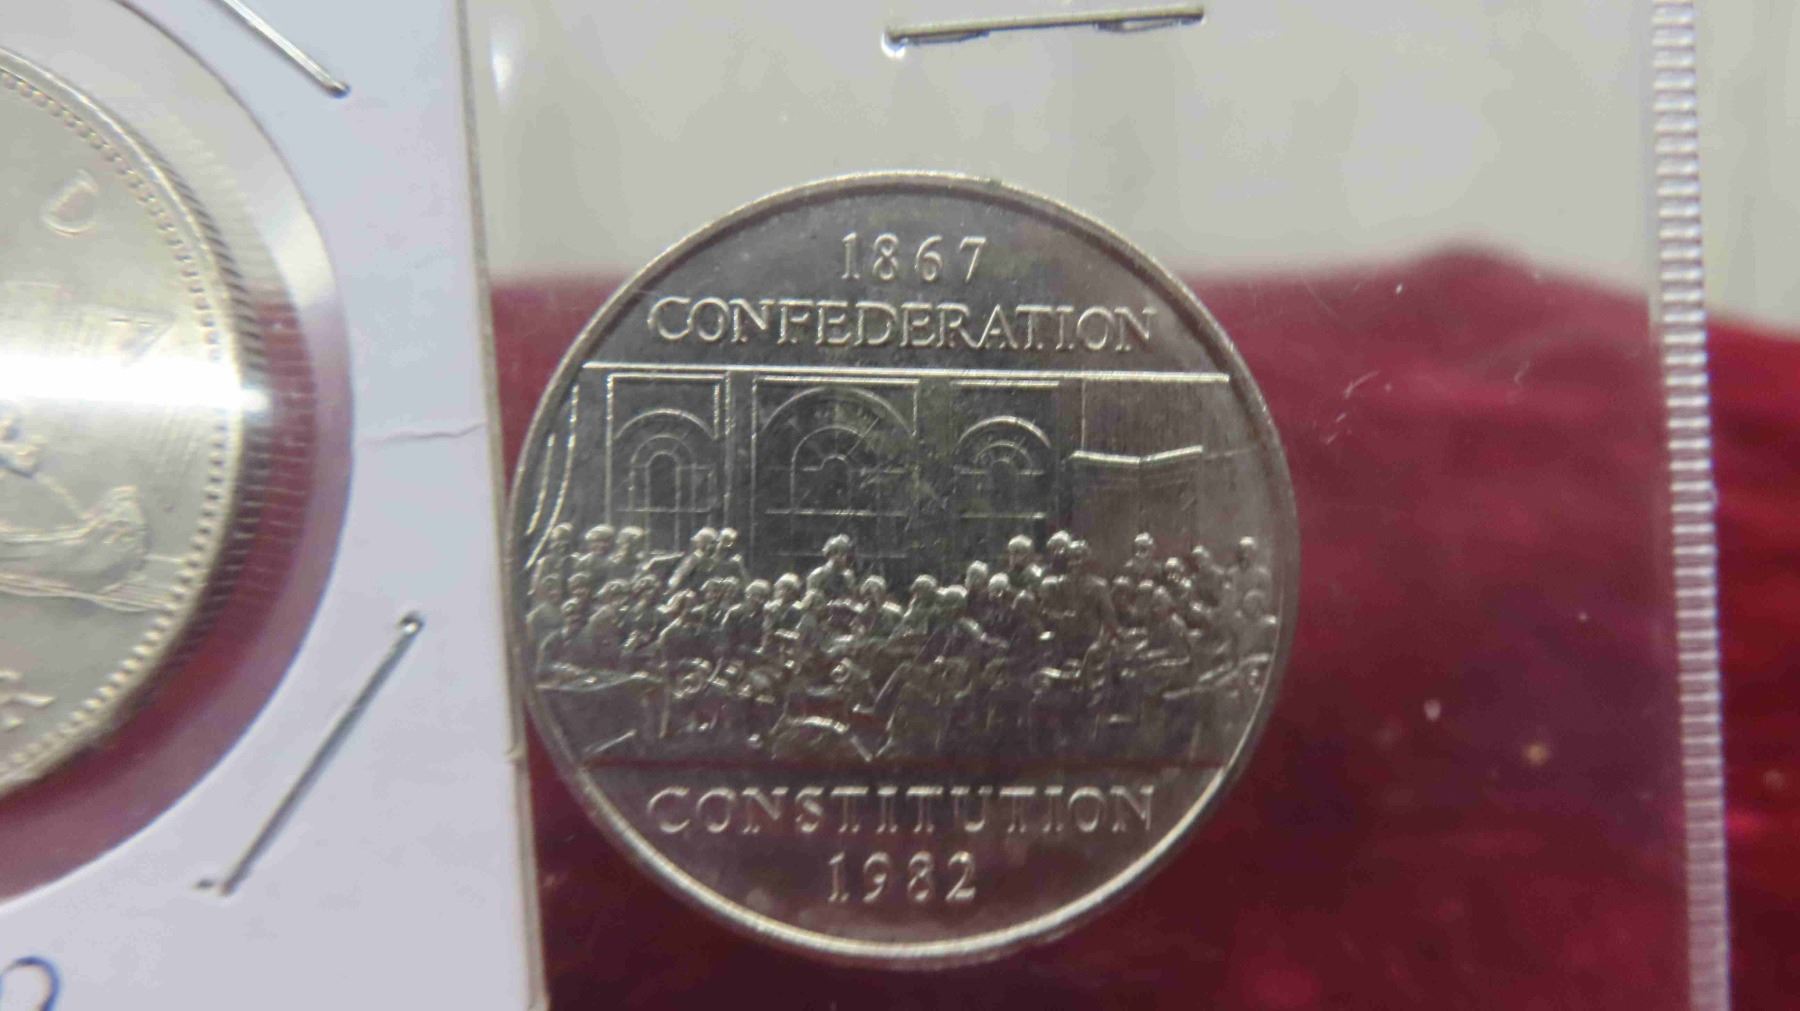 1867
CONFEDERATION
CONSTITUTION
1982